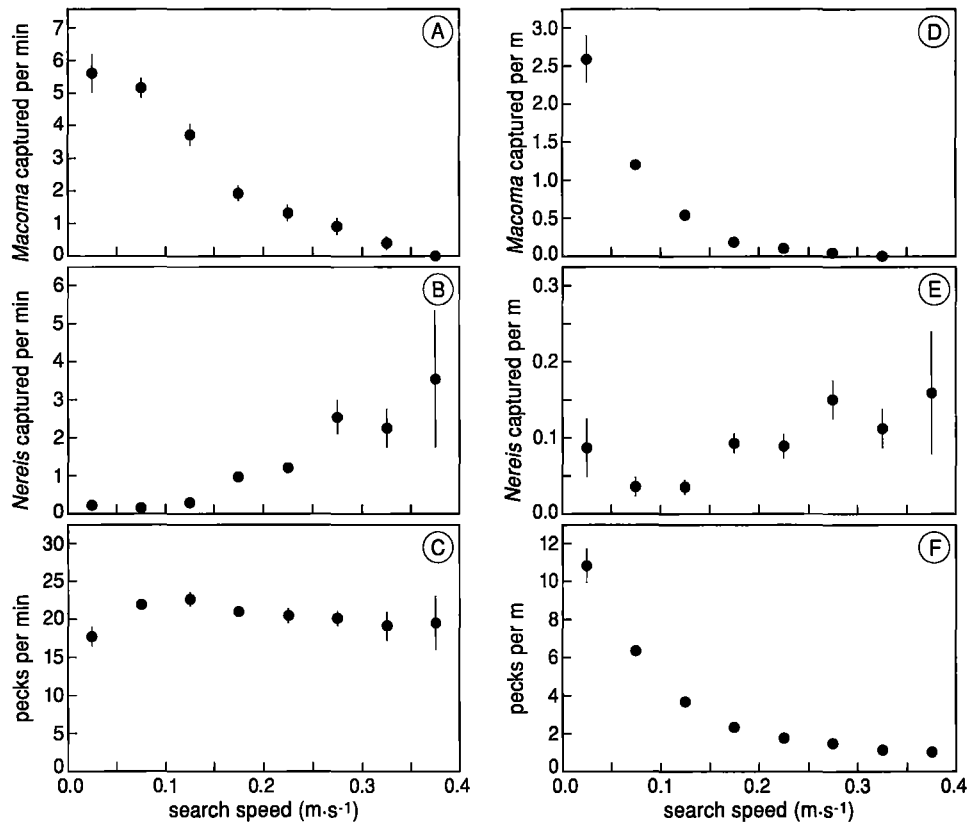 Macoma captured per min
7
6
5
4
3
2
1
0
A
Nereis captured per min
6
5
4
3
2
1
0
B
pecks per min
30
25
20
15
10
5
0
C
0.0 0.1 0.2 0.3 0.4
search speed (m·s-1)
Macoma captured per m
3.0
2.5
2.0
1.5
1.0
0.5
0.0
D
Nereis captured per m
0.3
0.2
0.1
0.0
E
pecks per m
12
10
8
6
4
2
0
F
0.0 0.1 0.2 0.3 0.4
search speed (m·s-1)